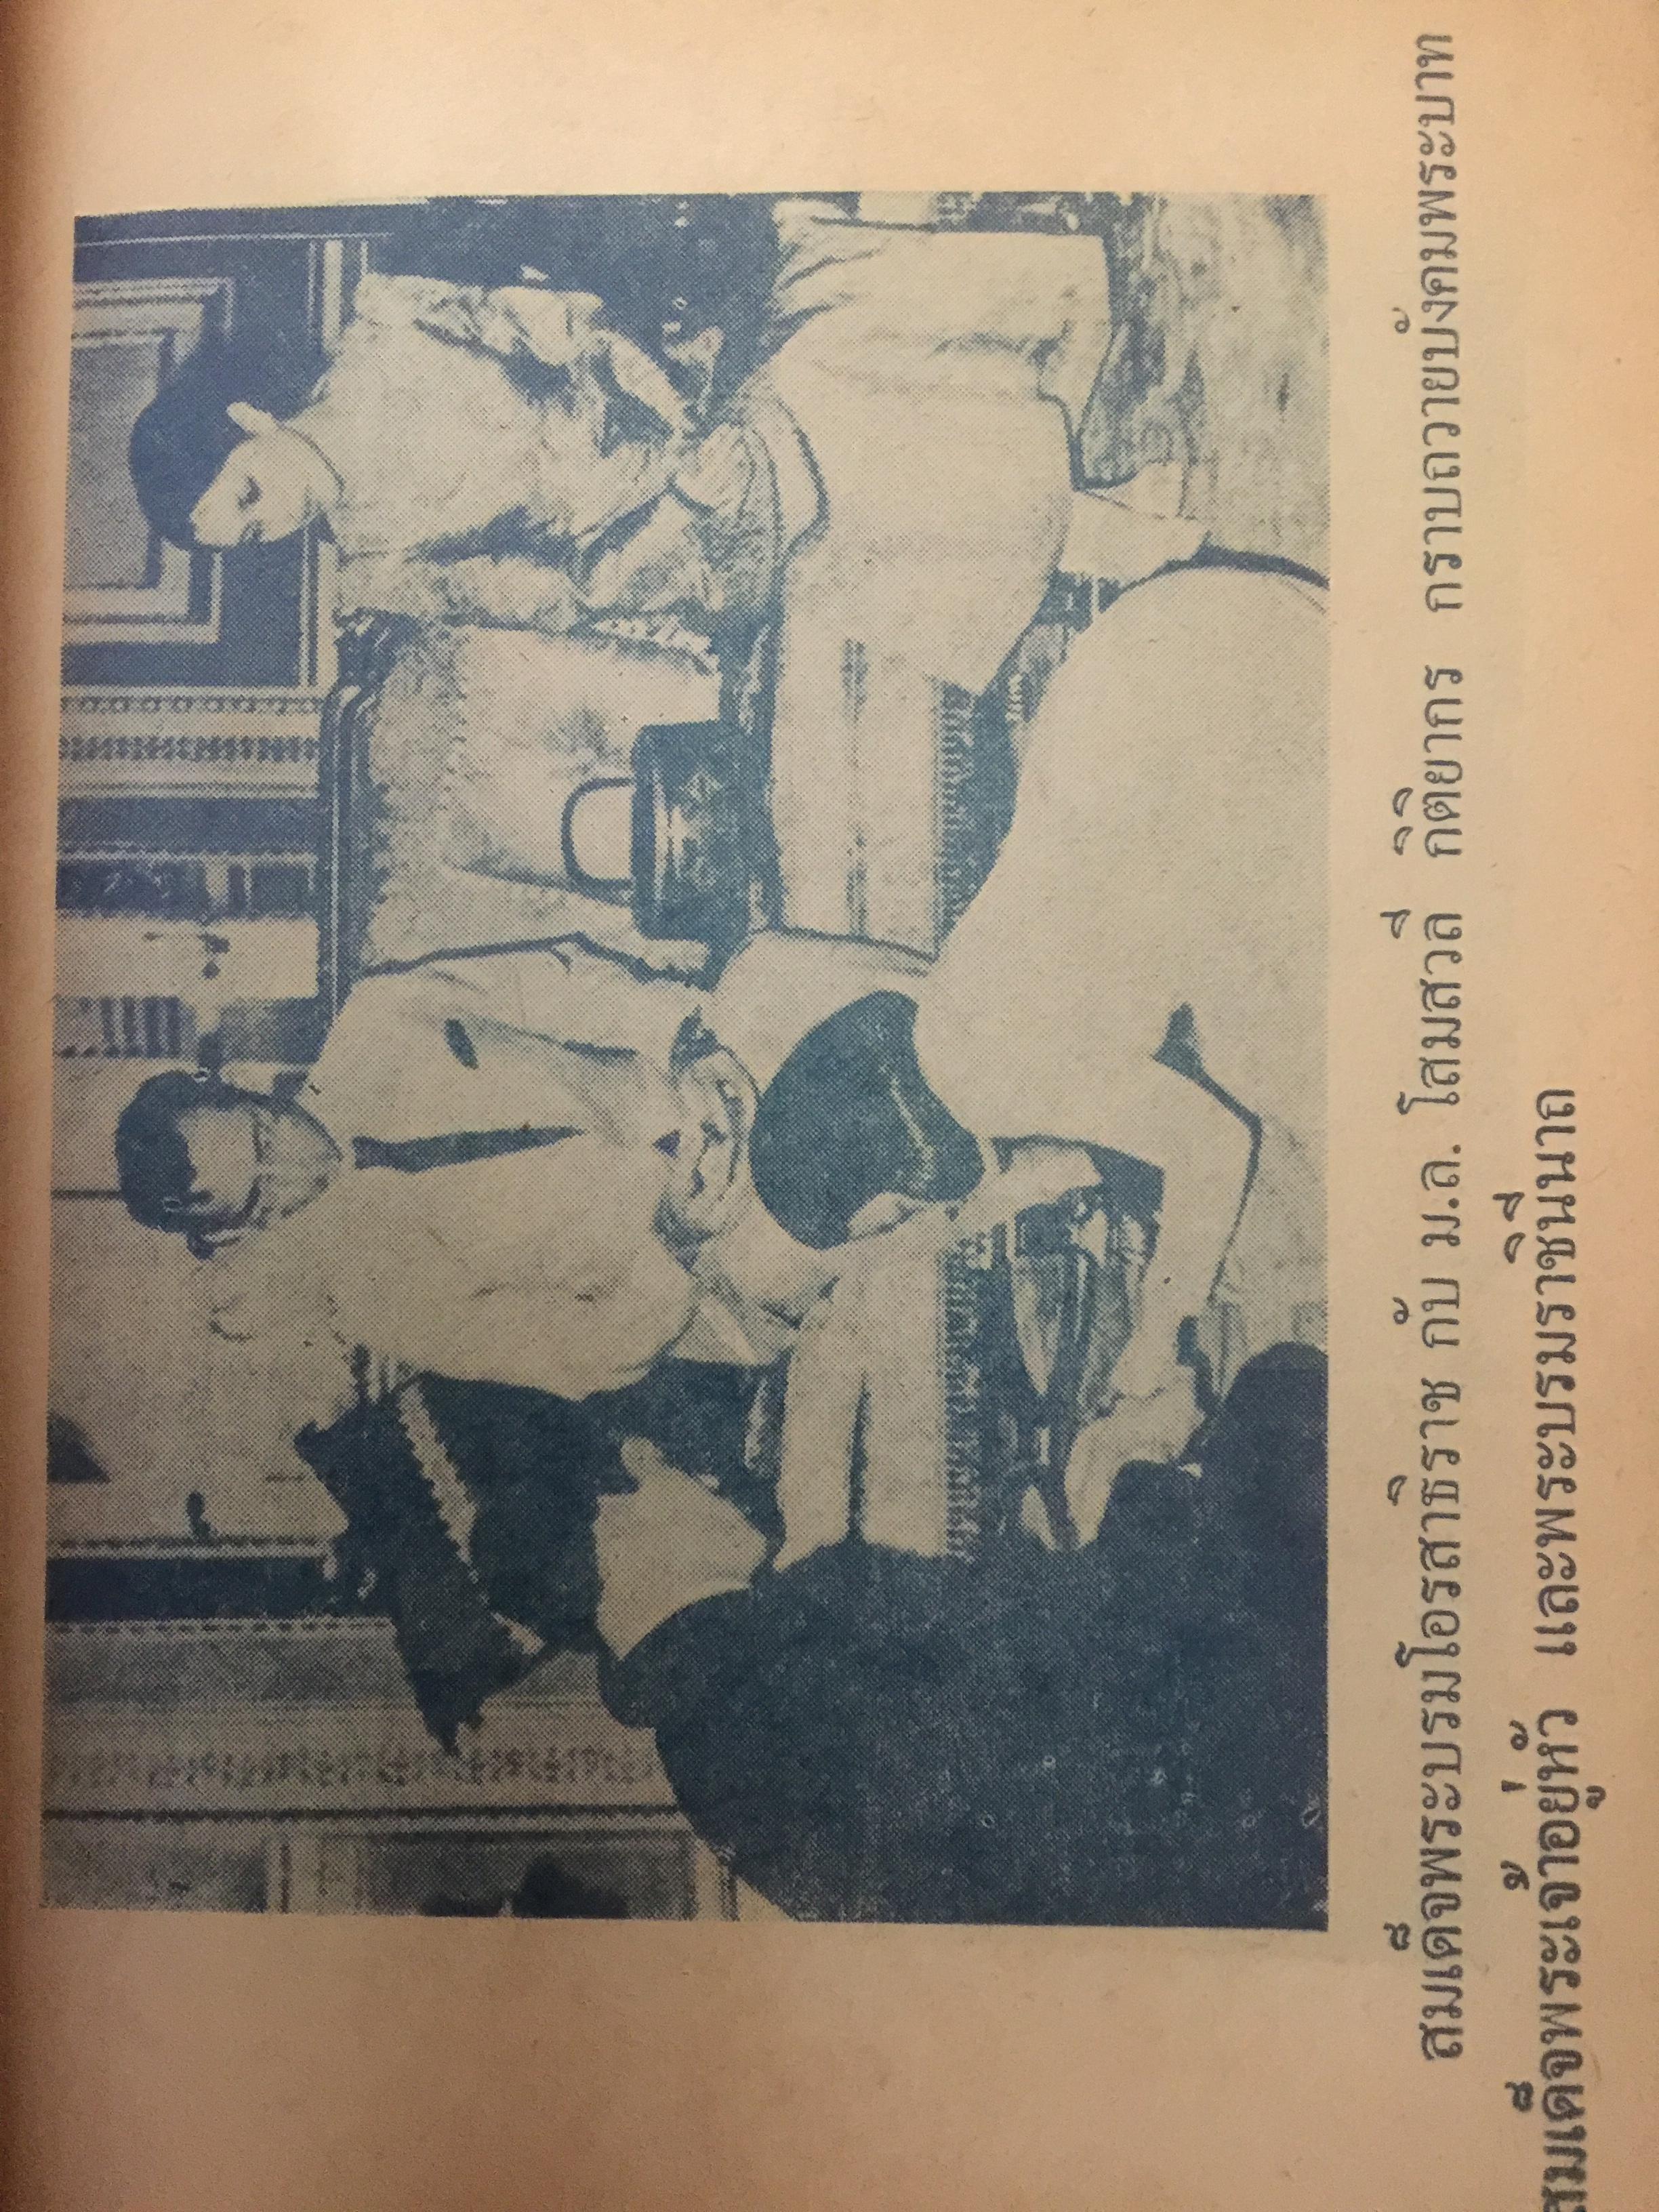 สมเด็จพระบรมโอรสาธิราช กับ ม.ล. โสมสวลี กิติยากร กราบถวายบังคมพระบาท
สมเด็จพระเจ้าอยู่หัว และพระบรมราชินีนาถ